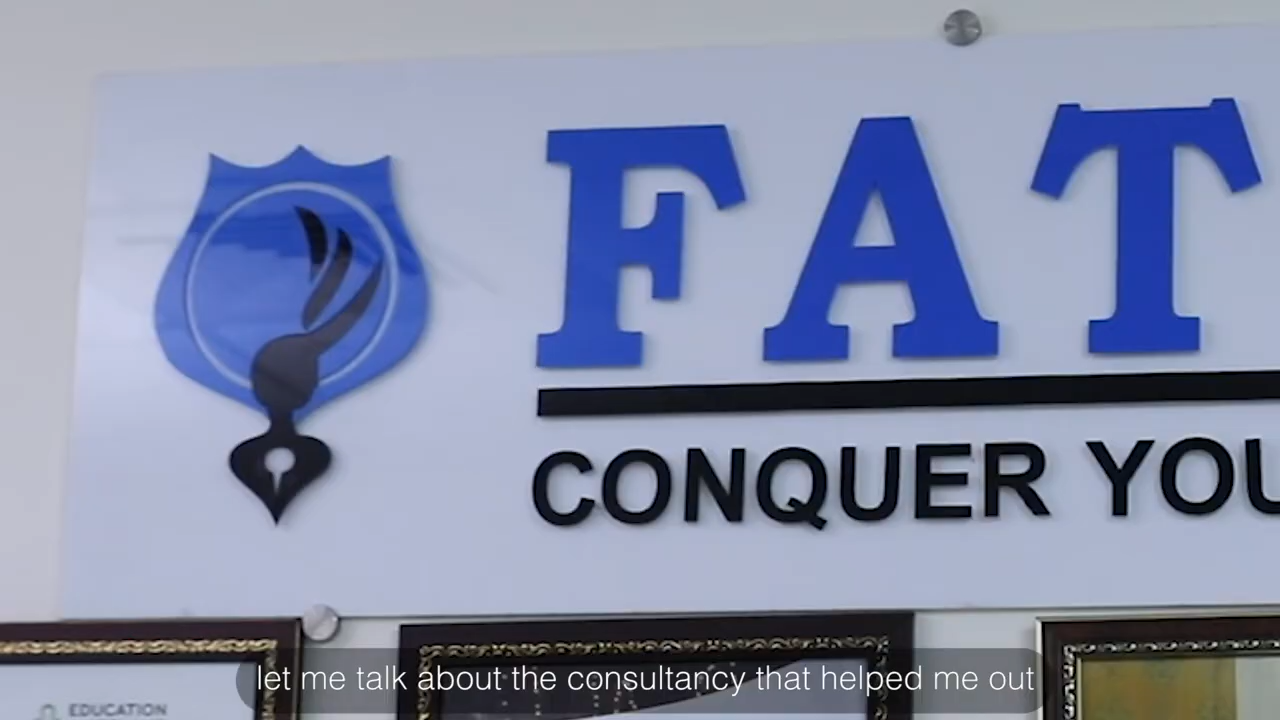 FAT
CONQUER YOU
EDUCATION
let me talk about the consultancy that helped me out